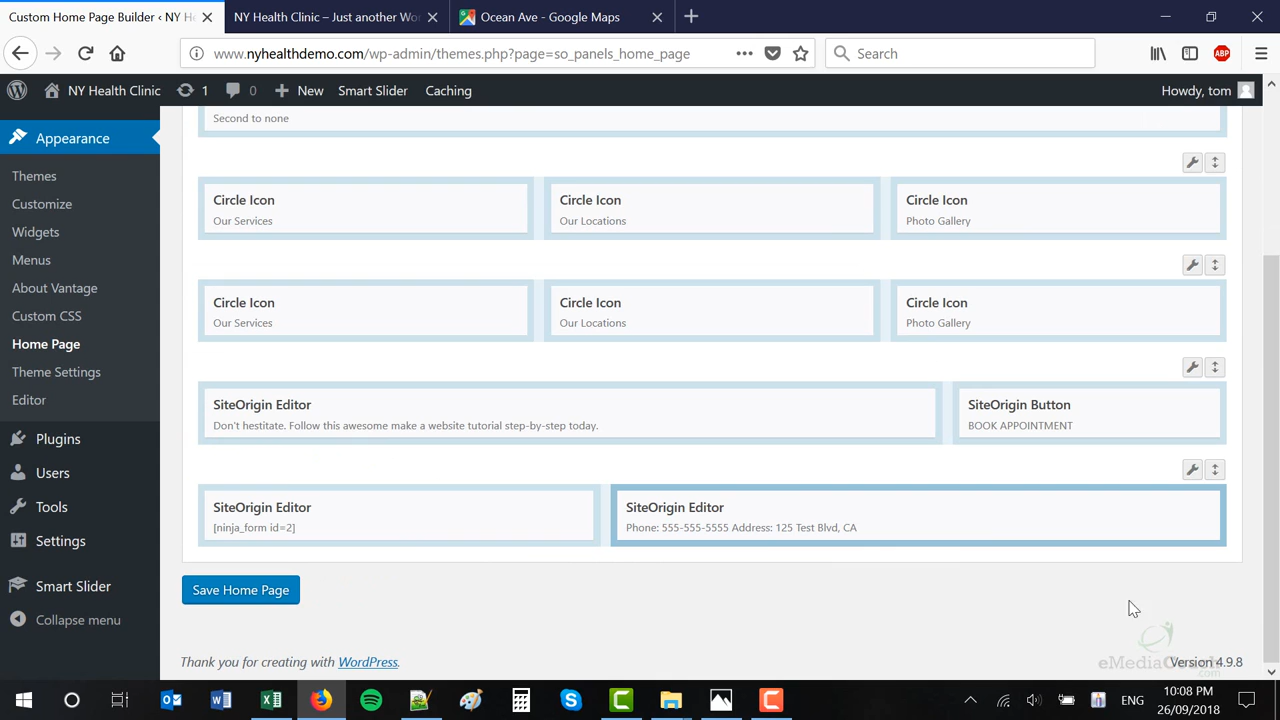 Custom Home Page Builder ‹ NY He
NY Health Clinic – Just another Wo
Ocean Ave - Google Maps
www.nyhealthdemo.com/wp-admin/themes.php?page=so_panels_home_page
Search
ABP
NY Health Clinic
1
0
New
Smart Slider
Caching
Howdy, tom
Appearance
Themes
Customize
Widgets
Menus
About Vantage
Custom CSS
Home Page
Theme Settings
Editor
Plugins
Users
Tools
Settings
Smart Slider
Collapse menu
Second to none
Circle Icon
Our Services
Circle Icon
Our Locations
Circle Icon
Photo Gallery
Circle Icon
Our Services
Circle Icon
Our Locations
Circle Icon
Photo Gallery
SiteOrigin Editor
Don't hestitate. Follow this awesome make a website tutorial step-by-step today.
SiteOrigin Button
BOOK APPOINTMENT
SiteOrigin Editor
[ninja_form id=2]
SiteOrigin Editor
Phone: 555-555-5555 Address: 125 Test Blvd, CA
Save Home Page
Thank you for creating with WordPress.
Version 4.9.8
ENG
10:08 PM
26/09/2018